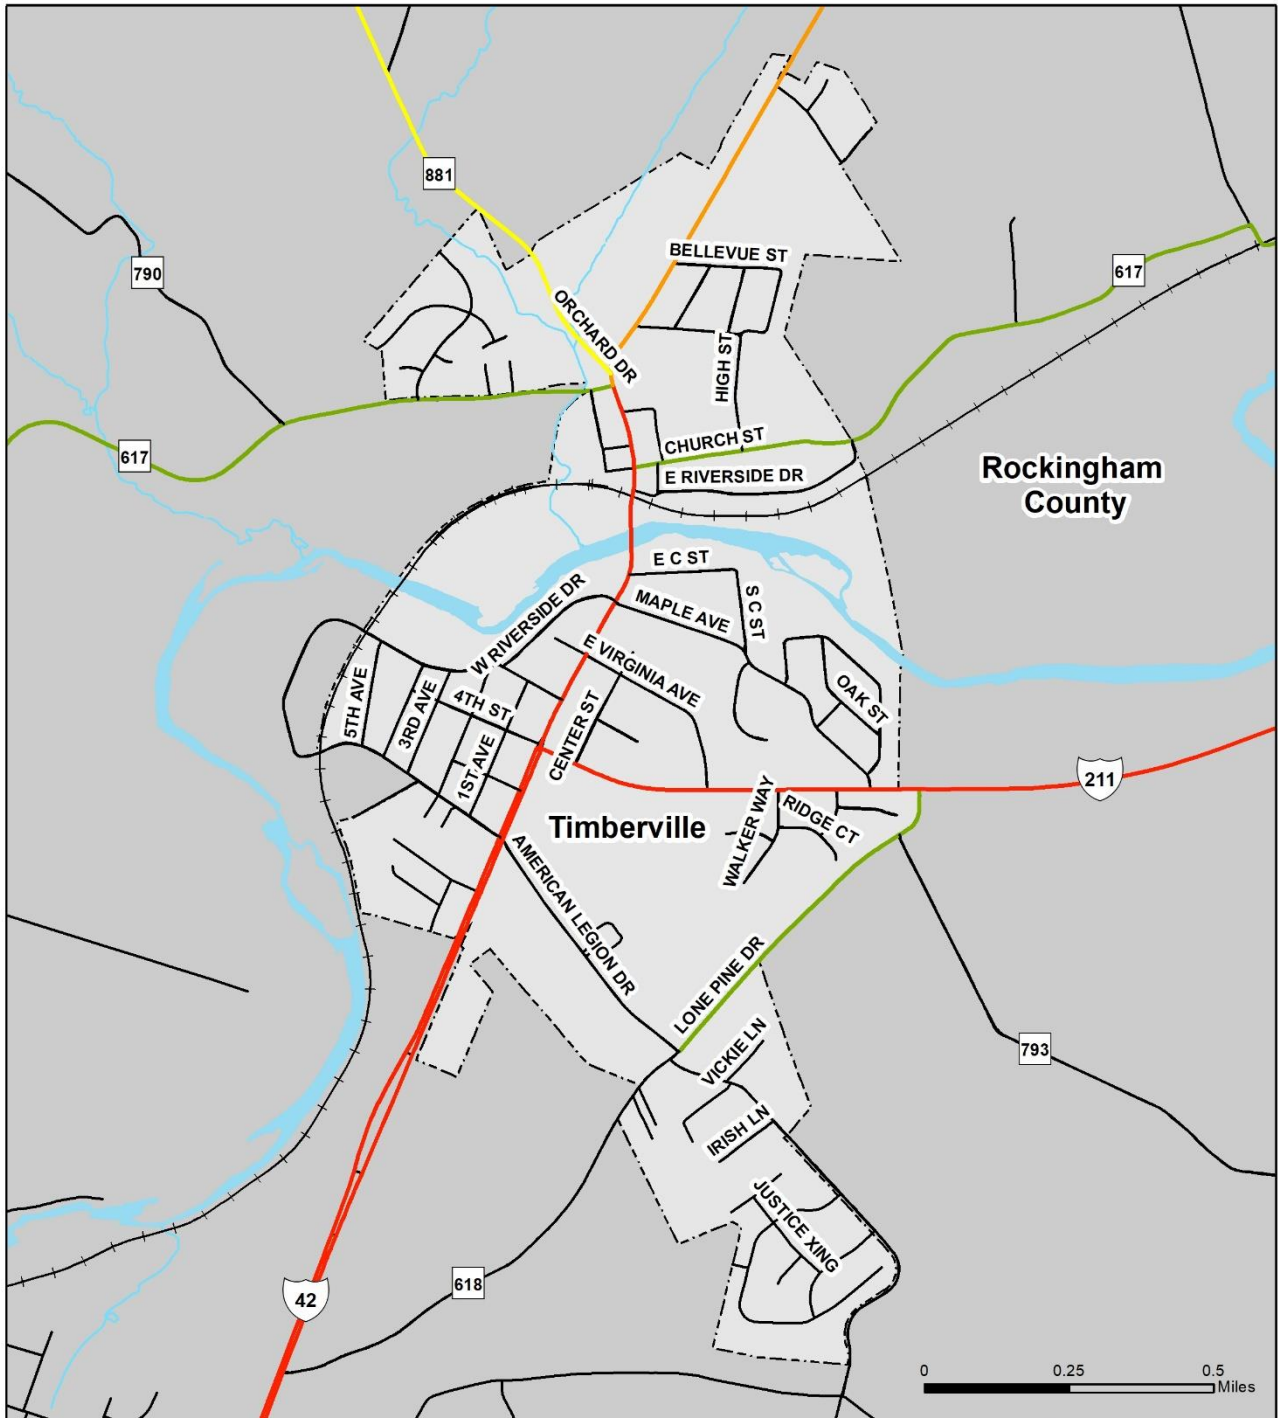 881
BELLEVUE ST
790
617
ORCHARD DR
HIGH ST
CHURCH ST
617
E RIVERSIDE DR
Rockingham
County
E C ST
S C ST
MAPLE AVE
W RIVERSIDE DR
E VIRGINIA AVE
5TH AVE
3RD AVE
4TH ST
OAK ST
CENTER ST
1ST AVE
211
WALKER WAY
RIDGE CT
Timberville
AMERICAN LEGION DR
LONE PINE DR
VICKIE LN
793
IRISH LN
JUSTICE XING
618
42
0 0.25 0.5
Miles